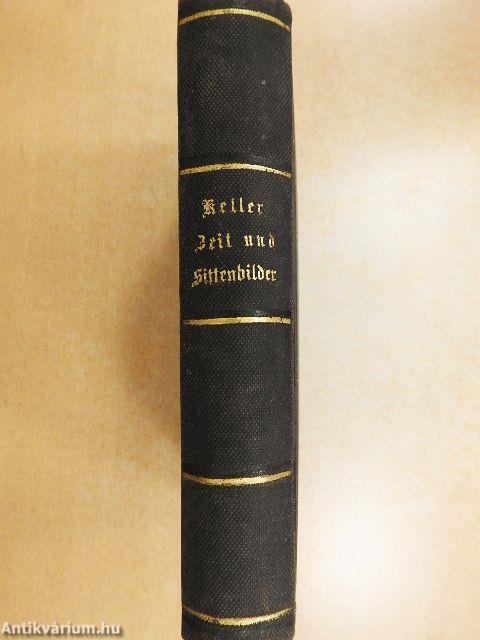 Keller
Zeit und
Sittenbilder
Antikvárium.hu